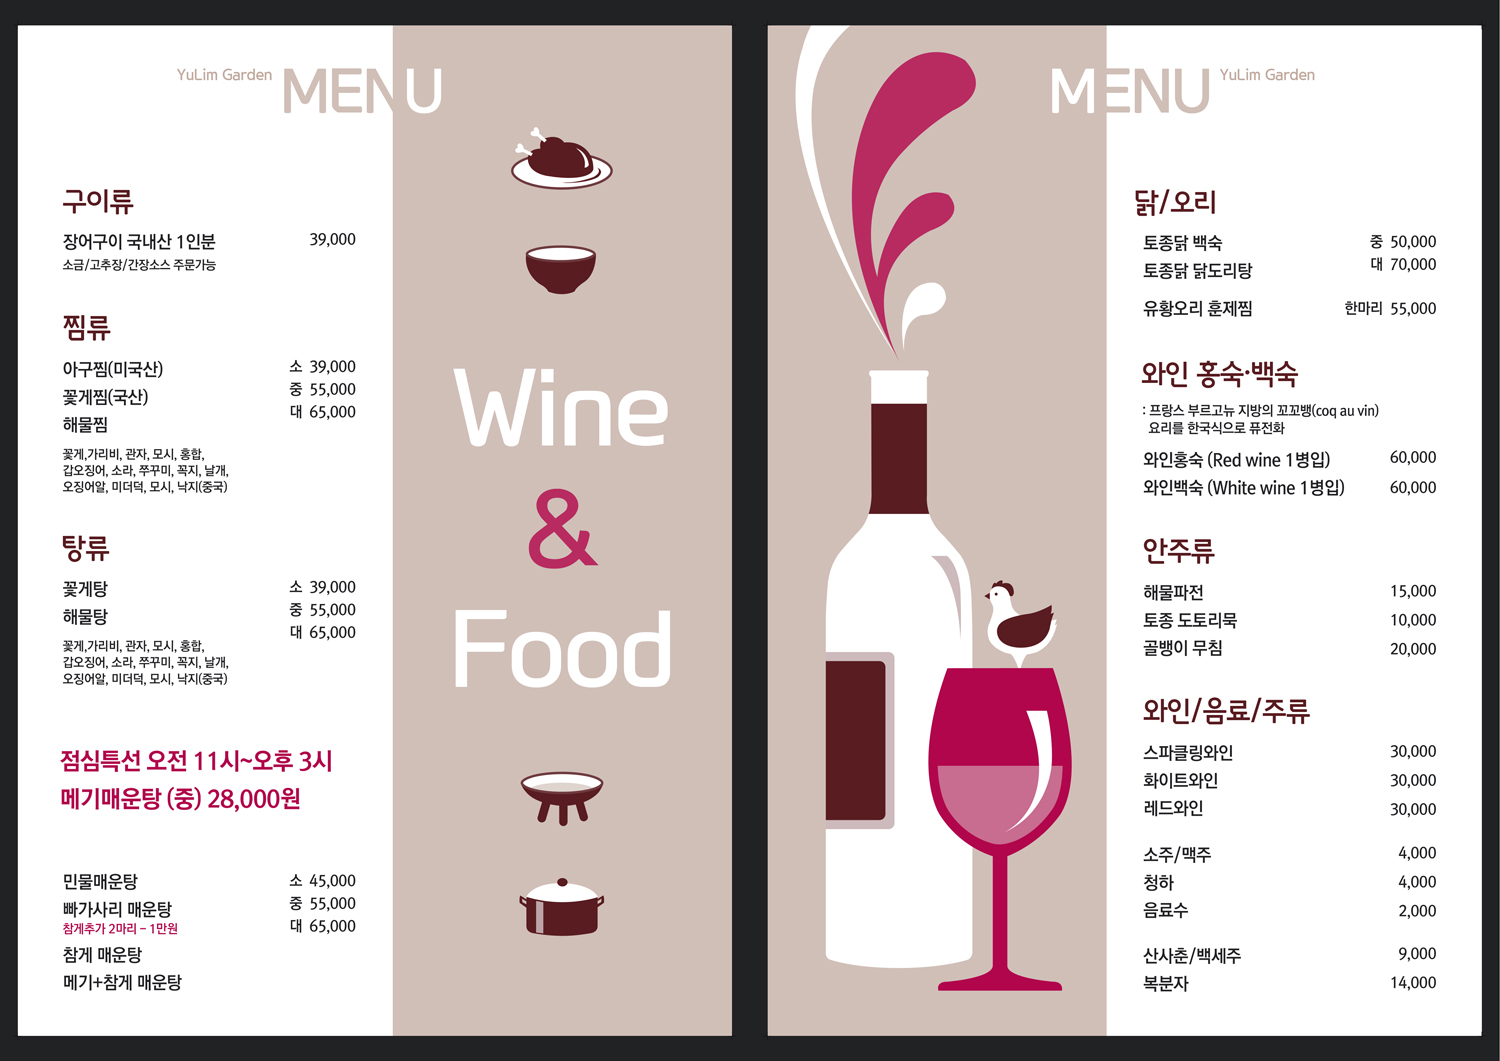 YuLim Garden MENU
구이류
장어구이 국내산 1인분 39,000
소금/고추장/간장소스 주문가능
찜류
아구찜(미국산) 소 39,000
꽃게찜(국산) 중 55,000
해물찜 대 65,000
꽃게,가리비, 관자, 모시, 홍합,
갑오징어, 소라, 쭈꾸미, 꼭지, 날개,
오징어알, 미더덕, 모시, 낙지(중국)
탕류
꽃게탕 소 39,000
해물탕 중 55,000
대 65,000
꽃게,가리비, 관자, 모시, 홍합,
갑오징어, 소라, 쭈꾸미, 꼭지, 날개,
오징어알, 미더덕, 모시, 낙지(중국)
점심특선 오전 11시~오후 3시
메기매운탕 (중) 28,000원
민물매운탕 소 45,000
빠가사리 매운탕 중 55,000
참게추가 2마리 - 1만원 대 65,000
참게 매운탕
메기+참게 매운탕
Wine
&
Food
MENU YuLim Garden
닭/오리
토종닭 백숙 중 50,000
토종닭 닭도리탕 대 70,000
유황오리 훈제찜 한마리 55,000
와인 홍숙·백숙
: 프랑스 부르고뉴 지방의 꼬꼬뱅(coq au vin)
요리를 한국식으로 퓨전화
와인홍숙 (Red wine 1병입) 60,000
와인백숙 (White wine 1병입) 60,000
안주류
해물파전 15,000
토종 도토리묵 10,000
골뱅이 무침 20,000
와인/음료/주류
스파클링와인 30,000
화이트와인 30,000
레드와인 30,000
소주/맥주 4,000
청하 4,000
음료수 2,000
산사춘/백세주 9,000
복분자 14,000